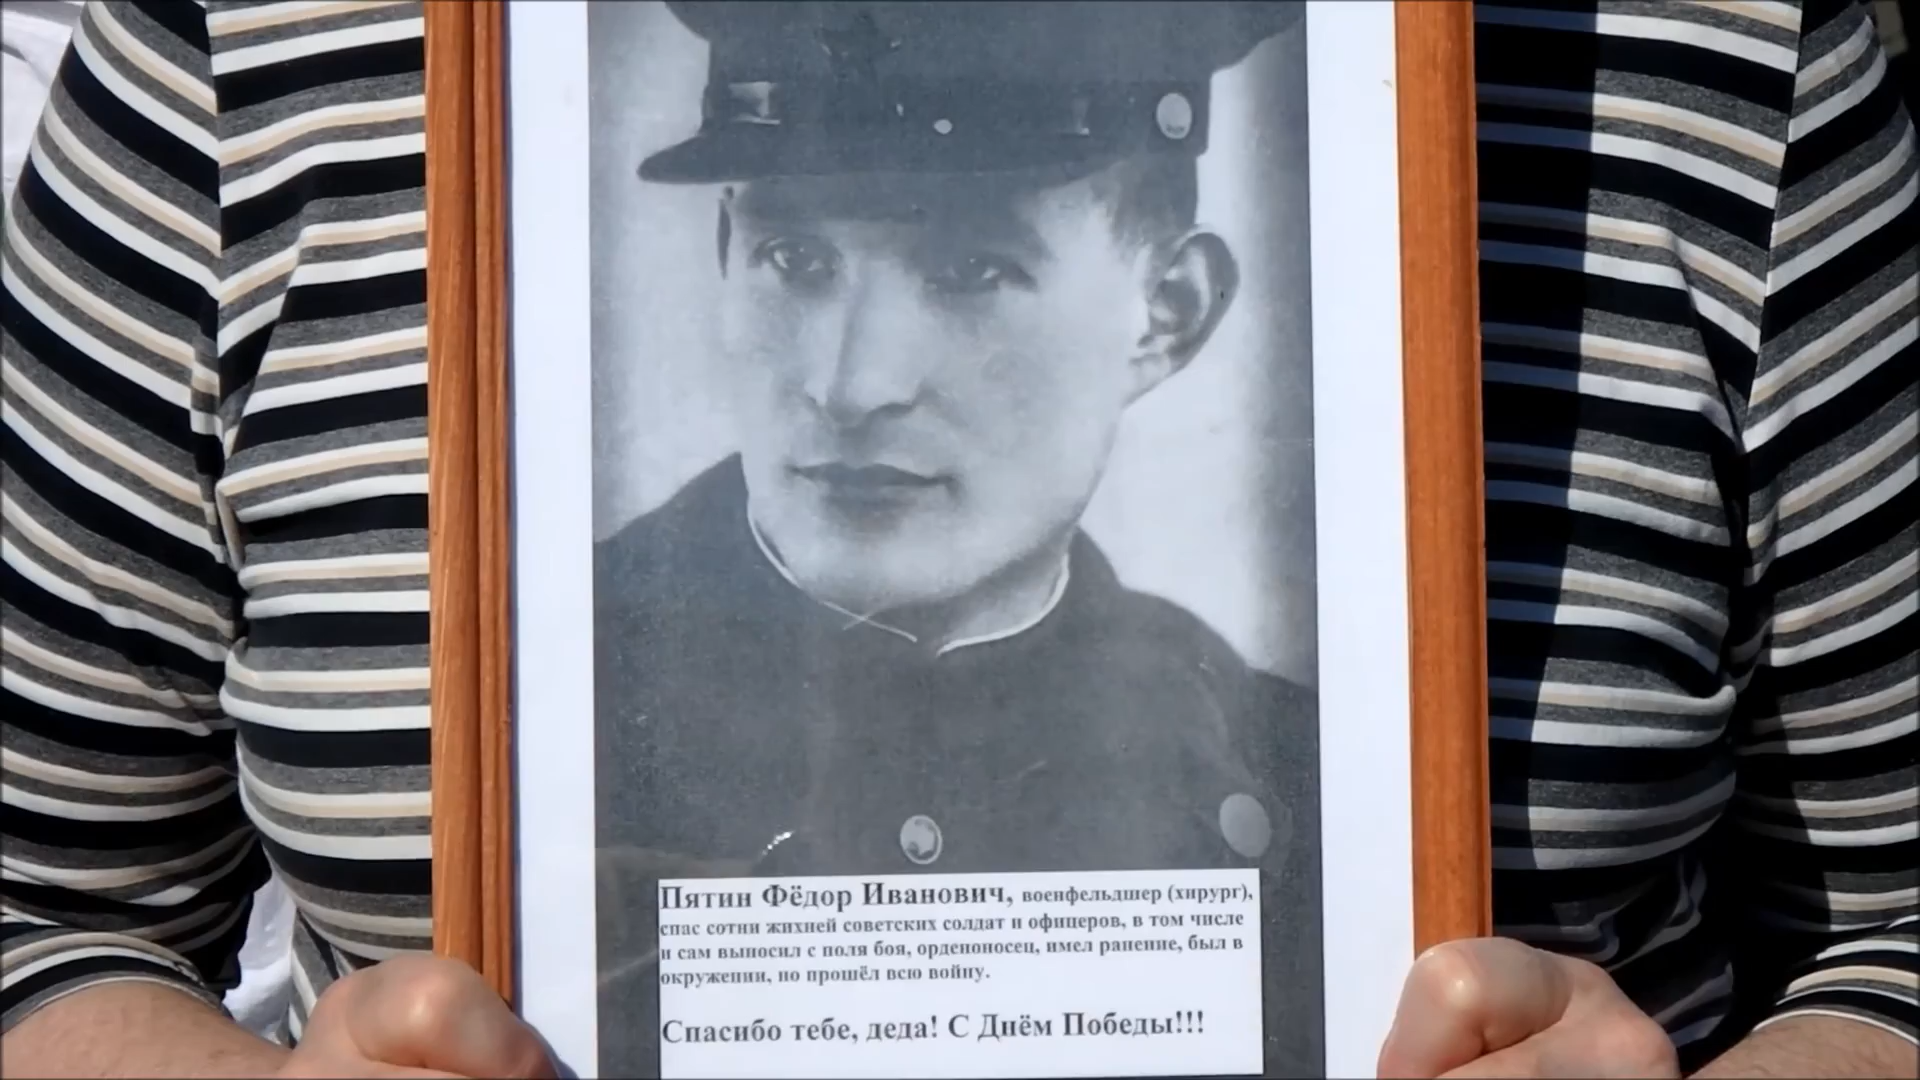 Пятин Фёдор Иванович, военфельдшер (хирург),
спас сотни жихней советских солдат и офицеров, в том числе
и сам выносил с поля боя, орденоносец, имел ранение, был в
окружении, но прошёл всю войну.
Спасибо тебе, деда! С Днём Победы!!!